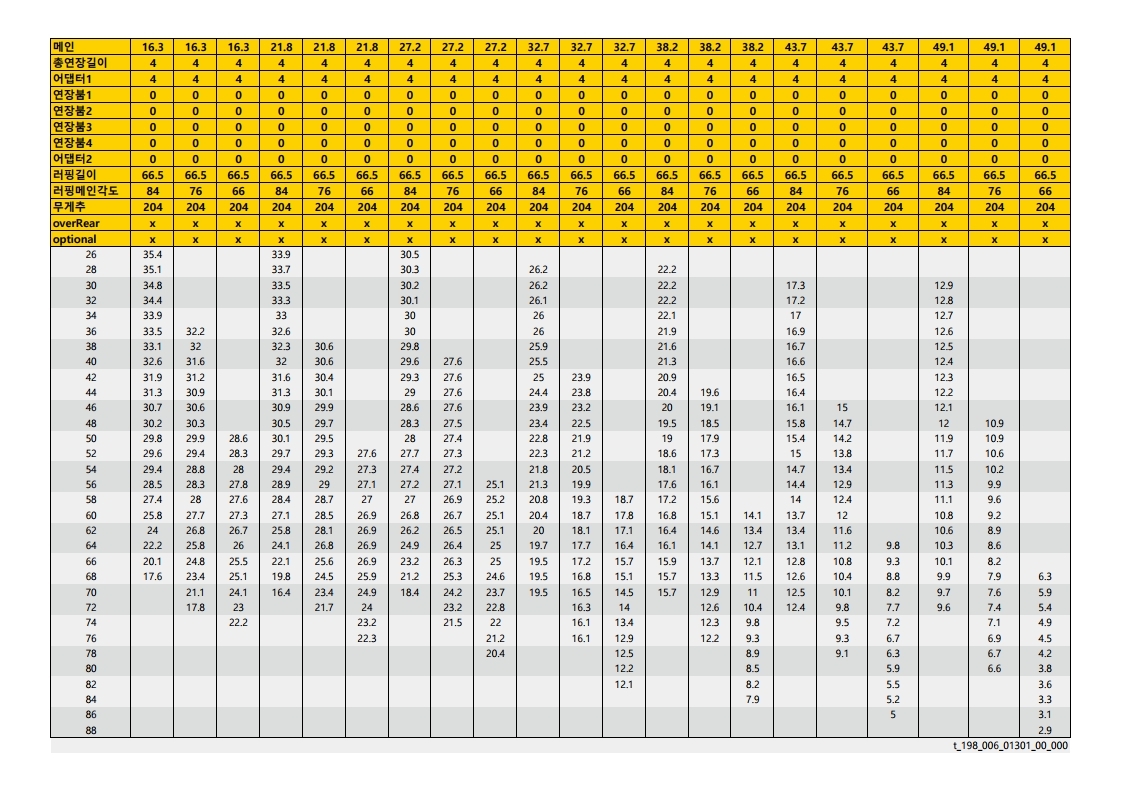 메인 16.3 16.3 16.3 21.8 21.8 21.8 27.2 27.2 27.2 32.7 32.7 32.7 38.2 38.2 38.2 43.7 43.7 43.7 49.1 49.1 49.1
총연장길이 4 4 4 4 4 4 4 4 4 4 4 4 4 4 4 4 4 4 4 4 4
어댑터1 4 4 4 4 4 4 4 4 4 4 4 4 4 4 4 4 4 4 4 4 4
연장붐1 0 0 0 0 0 0 0 0 0 0 0 0 0 0 0 0 0 0 0 0 0
연장붐2 0 0 0 0 0 0 0 0 0 0 0 0 0 0 0 0 0 0 0 0 0
연장붐3 0 0 0 0 0 0 0 0 0 0 0 0 0 0 0 0 0 0 0 0 0
연장붐4 0 0 0 0 0 0 0 0 0 0 0 0 0 0 0 0 0 0 0 0 0
어댑터2 0 0 0 0 0 0 0 0 0 0 0 0 0 0 0 0 0 0 0 0 0
러핑길이 66.5 66.5 66.5 66.5 66.5 66.5 66.5 66.5 66.5 66.5 66.5 66.5 66.5 66.5 66.5 66.5 66.5 66.5 66.5 66.5 66.5
러핑메인각도 84 76 66 84 76 66 84 76 66 84 76 66 84 76 66 84 76 66 84 76 66
무게추 204 204 204 204 204 204 204 204 204 204 204 204 204 204 204 204 204 204 204 204 204
overRear x x x x x x x x x x x x x x x x x x x x x
optional x x x x x x x x x x x x x x x x x x x x x
26 35.4 33.9 30.5
28 35.1 33.7 30.3 26.2 22.2
30 34.8 33.5 30.2 26.2 22.2 17.3 12.9
32 34.4 33.3 30.1 26.1 22.2 17.2 12.8
34 33.9 33 30 26 22.1 17 12.7
36 33.5 32.2 32.6 30 26 21.9 16.9 12.6
38 33.1 32 32.3 30.6 29.8 25.9 21.6 16.7 12.5
40 32.6 31.6 32 30.6 29.6 27.6 25.5 21.3 16.6 12.4
42 31.9 31.2 31.6 30.4 29.3 27.6 25 23.9 20.9 16.5 12.3
44 31.3 30.9 31.3 30.1 29 27.6 24.4 23.8 20.4 19.6 16.4 12.2
46 30.7 30.6 30.9 29.9 28.6 27.6 23.9 23.2 20 19.1 16.1 15 12.1
48 30.2 30.3 30.5 29.7 28.3 27.5 23.4 22.5 19.5 18.5 15.8 14.7 12 10.9
50 29.8 29.9 28.6 30.1 29.5 28 27.4 22.8 21.9 19 17.9 15.4 14.2 11.9 10.9
52 29.6 29.4 28.3 29.7 29.3 27.6 27.7 27.3 22.3 21.2 18.6 17.3 15 13.8 11.7 10.6
54 29.4 28.8 28 29.4 29.2 27.3 27.4 27.2 21.8 20.5 18.1 16.7 14.7 13.4 11.5 10.2
56 28.5 28.3 27.8 28.9 29 27.1 27.2 27.1 25.1 21.3 19.9 17.6 16.1 14.4 12.9 11.3 9.9
58 27.4 28 27.6 28.4 28.7 27 27 26.9 25.2 20.8 19.3 18.7 17.2 15.6 14 12.4 11.1 9.6
60 25.8 27.7 27.3 27.1 28.5 26.9 26.8 26.7 25.1 20.4 18.7 17.8 16.8 15.1 14.1 13.7 12 10.8 9.2
62 24 26.8 26.7 25.8 28.1 26.9 26.2 26.5 25.1 20 18.1 17.1 16.4 14.6 13.4 13.4 11.6 10.6 8.9
64 22.2 25.8 26 24.1 26.8 26.9 24.9 26.4 25 19.7 17.7 16.4 16.1 14.1 12.7 13.1 11.2 9.8 10.3 8.6
66 20.1 24.8 25.5 22.1 25.6 26.9 23.2 26.3 25 19.5 17.2 15.7 15.9 13.7 12.1 12.8 10.8 9.3 10.1 8.2
68 17.6 23.4 25.1 19.8 24.5 25.9 21.2 25.3 24.6 19.5 16.8 15.1 15.7 13.3 11.5 12.6 10.4 8.8 9.9 7.9 6.3
70 21.1 24.1 16.4 23.4 24.9 18.4 24.2 23.7 19.5 16.5 14.5 15.7 12.9 11 12.5 10.1 8.2 9.7 7.6 5.9
72 17.8 23 21.7 24 23.2 22.8 16.3 14 12.6 10.4 12.4 9.8 7.7 9.6 7.4 5.4
74 22.2 23.2 21.5 22 16.1 13.4 12.3 9.8 9.5 7.2 7.1 4.9
76 22.3 21.2 16.1 12.9 12.2 9.3 9.3 6.7 6.9 4.5
78 20.4 12.5 8.9 9.1 6.3 6.7 4.2
80 12.2 8.5 5.9 6.6 3.8
82 12.1 8.2 5.5 3.6
84 7.9 5.2 3.3
86 5 3.1
88 2.9
t_198_006_01301_00_000